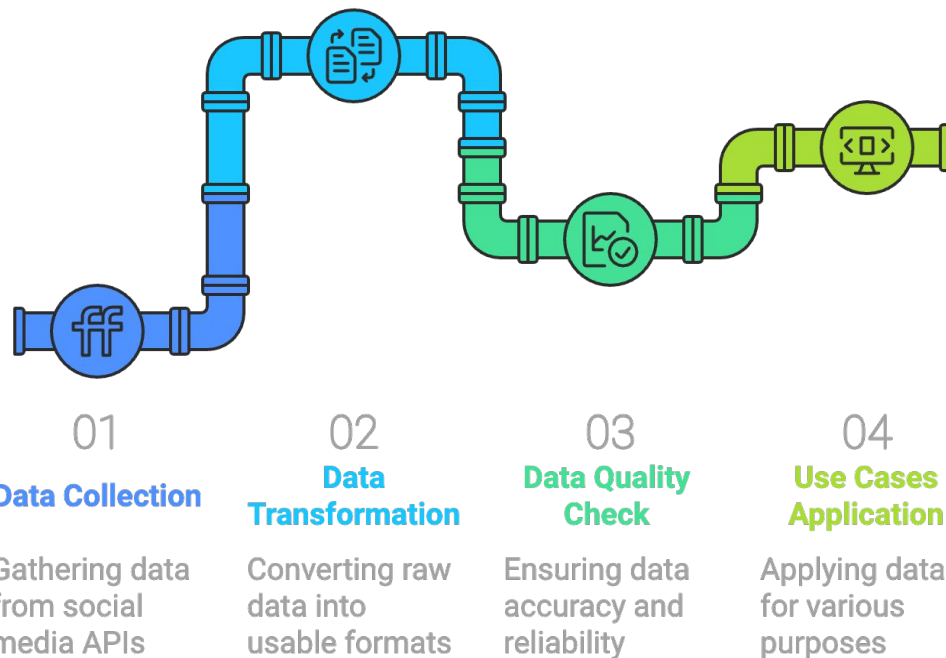 ff
01
Data Collection
Gathering data
from social
media APIs
02
Data
Transformation
Converting raw
data into
usable formats
03
Data Quality
Check
Ensuring data
accuracy and
reliability
04
Use Cases
Application
Applying data
for various
purposes